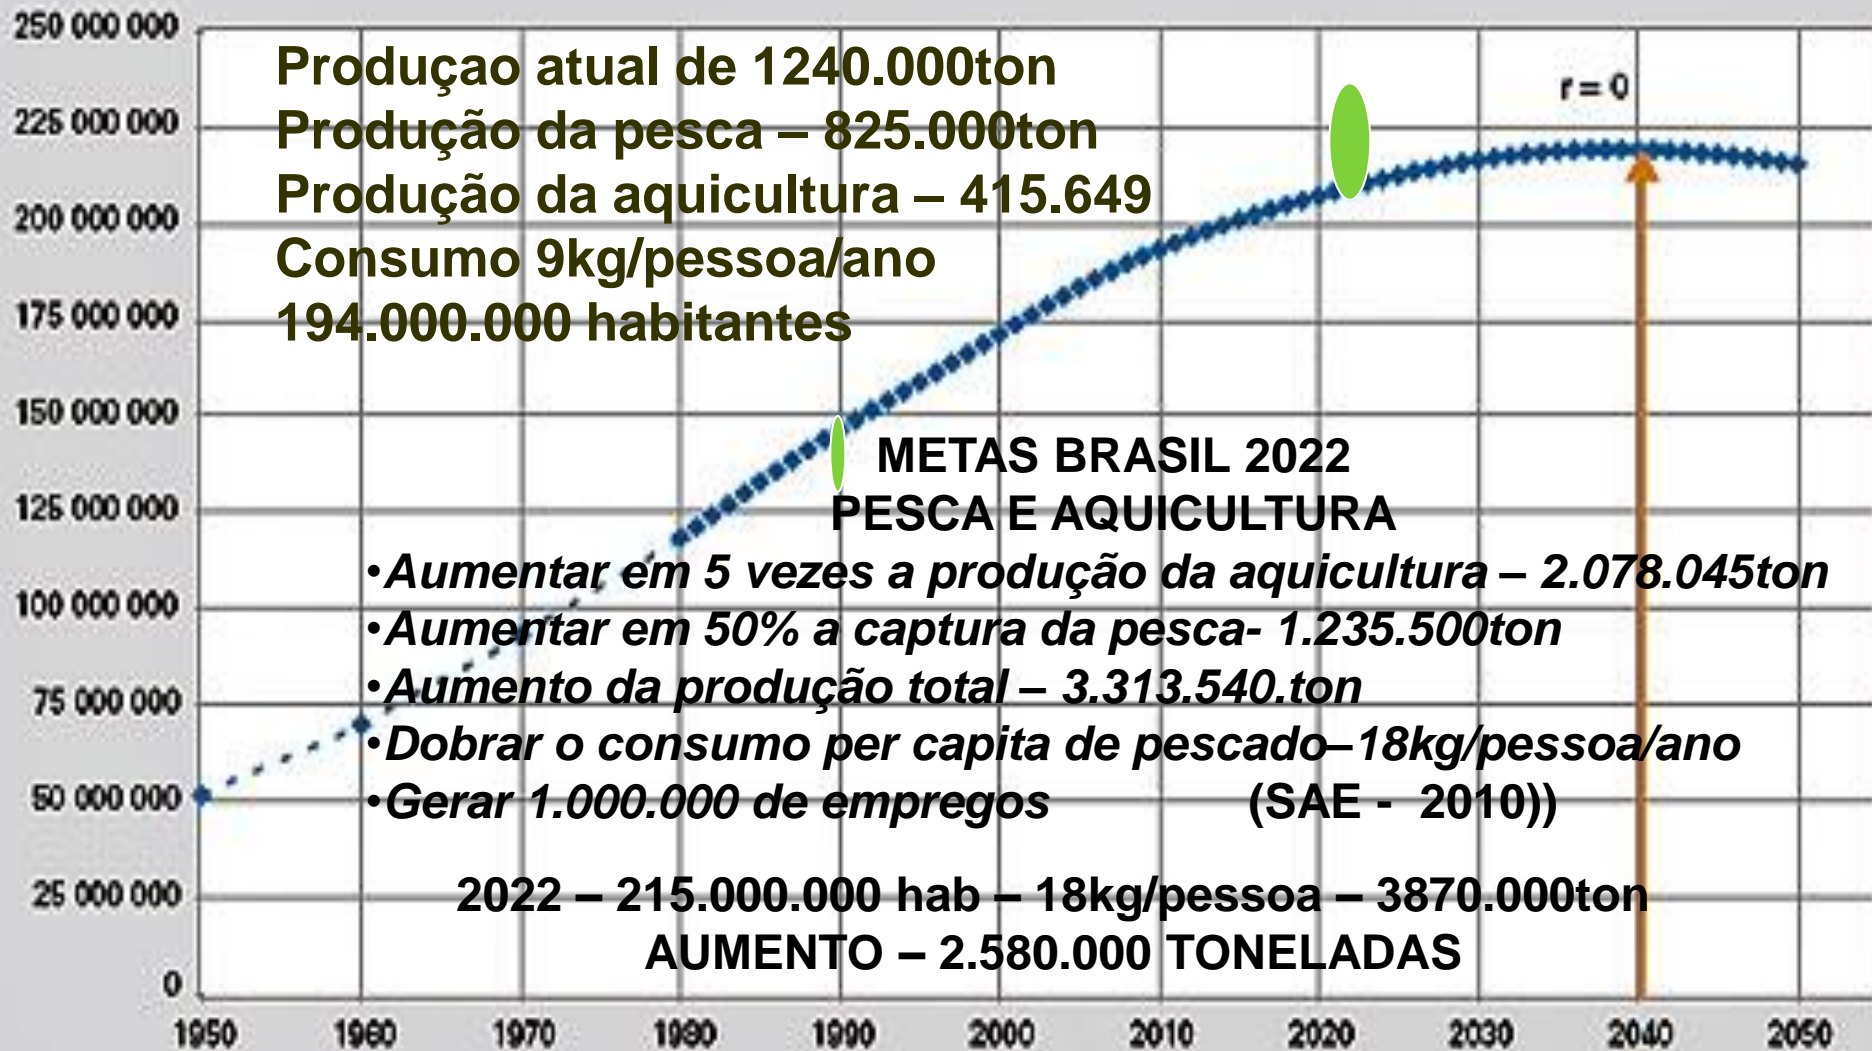 250 000 000
225 000 000
200 000 000
175 000 000
150 000 000
125 000 000
100 000 000
75 000 000
50 000 000
25 000 000
0
Produçao atual de 1240.000ton
Produção da pesca – 825.000ton
Produção da aquicultura – 415.649
Consumo 9kg/pessoa/ano
194.000.000 habitantes
r = 0
METAS BRASIL 2022
PESCA E AQUICULTURA
•Aumentar em 5 vezes a produção da aquicultura – 2.078.045ton
•Aumentar em 50% a captura da pesca- 1.235.500ton
•Aumento da produção total – 3.313.540.ton
•Dobrar o consumo per capita de pescado–18kg/pessoa/ano
•Gerar 1.000.000 de empregos (SAE - 2010))
2022 – 215.000.000 hab – 18kg/pessoa – 3870.000ton
AUMENTO – 2.580.000 TONELADAS
1950 1960 1970 1980 1990 2000 2010 2020 2030 2040 2050